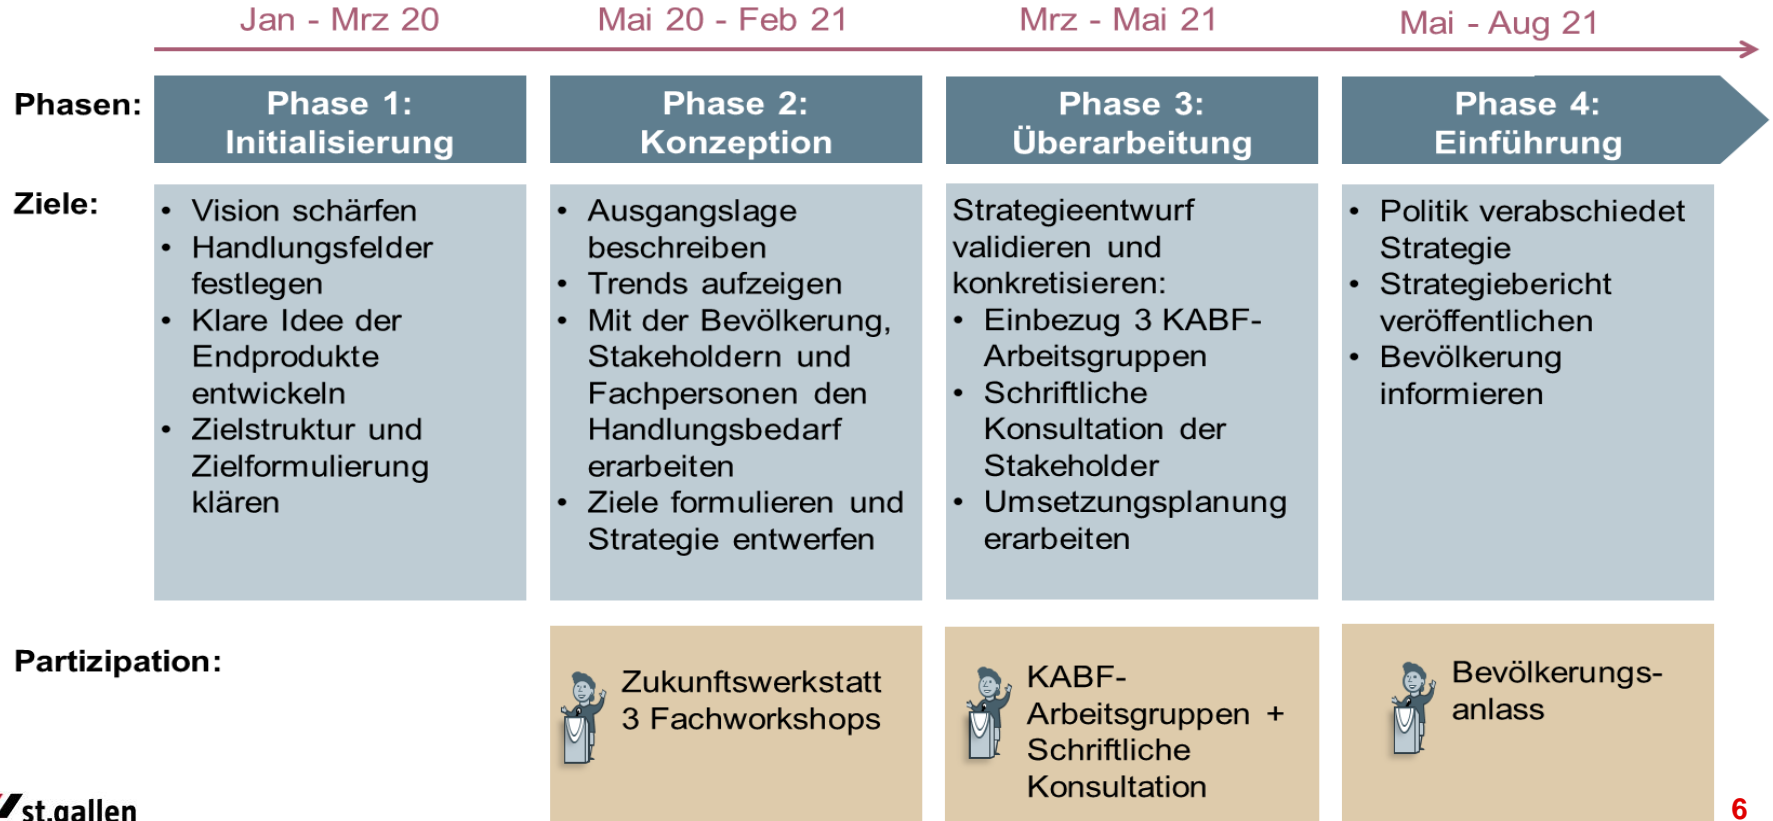 Jan - Mrz 20
Mai 20 - Feb 21
Mrz - Mai 21
Mai - Aug 21
Phasen:
Phase 1:
Initialisierung
Phase 2:
Konzeption
Phase 3:
Überarbeitung
Phase 4:
Einführung
Ziele:
• Vision schärfen
• Handlungsfelder
festlegen
• Klare Idee der
Endprodukte
entwickeln
• Zielstruktur und
Zielformulierung
klären
• Ausgangslage
beschreiben
• Trends aufzeigen
• Mit der Bevölkerung,
Stakeholdern und
Fachpersonen den
Handlungsbedarf
erarbeiten
• Ziele formulieren und
Strategie entwerfen
Strategieentwurf
validieren und
konkretisieren:
• Einbezug 3 KABF-
Arbeitsgruppen
• Schriftliche
Konsultation der
Stakeholder
• Umsetzungsplanung
erarbeiten
• Politik verabschiedet
Strategie
• Strategiebericht
veröffentlichen
• Bevölkerung
informieren
Partizipation:
Zukunftswerkstatt
3 Fachworkshops
KABF-
Arbeitsgruppen +
Schriftliche
Konsultation
Bevölkerungs-
anlass
st.gallen
6